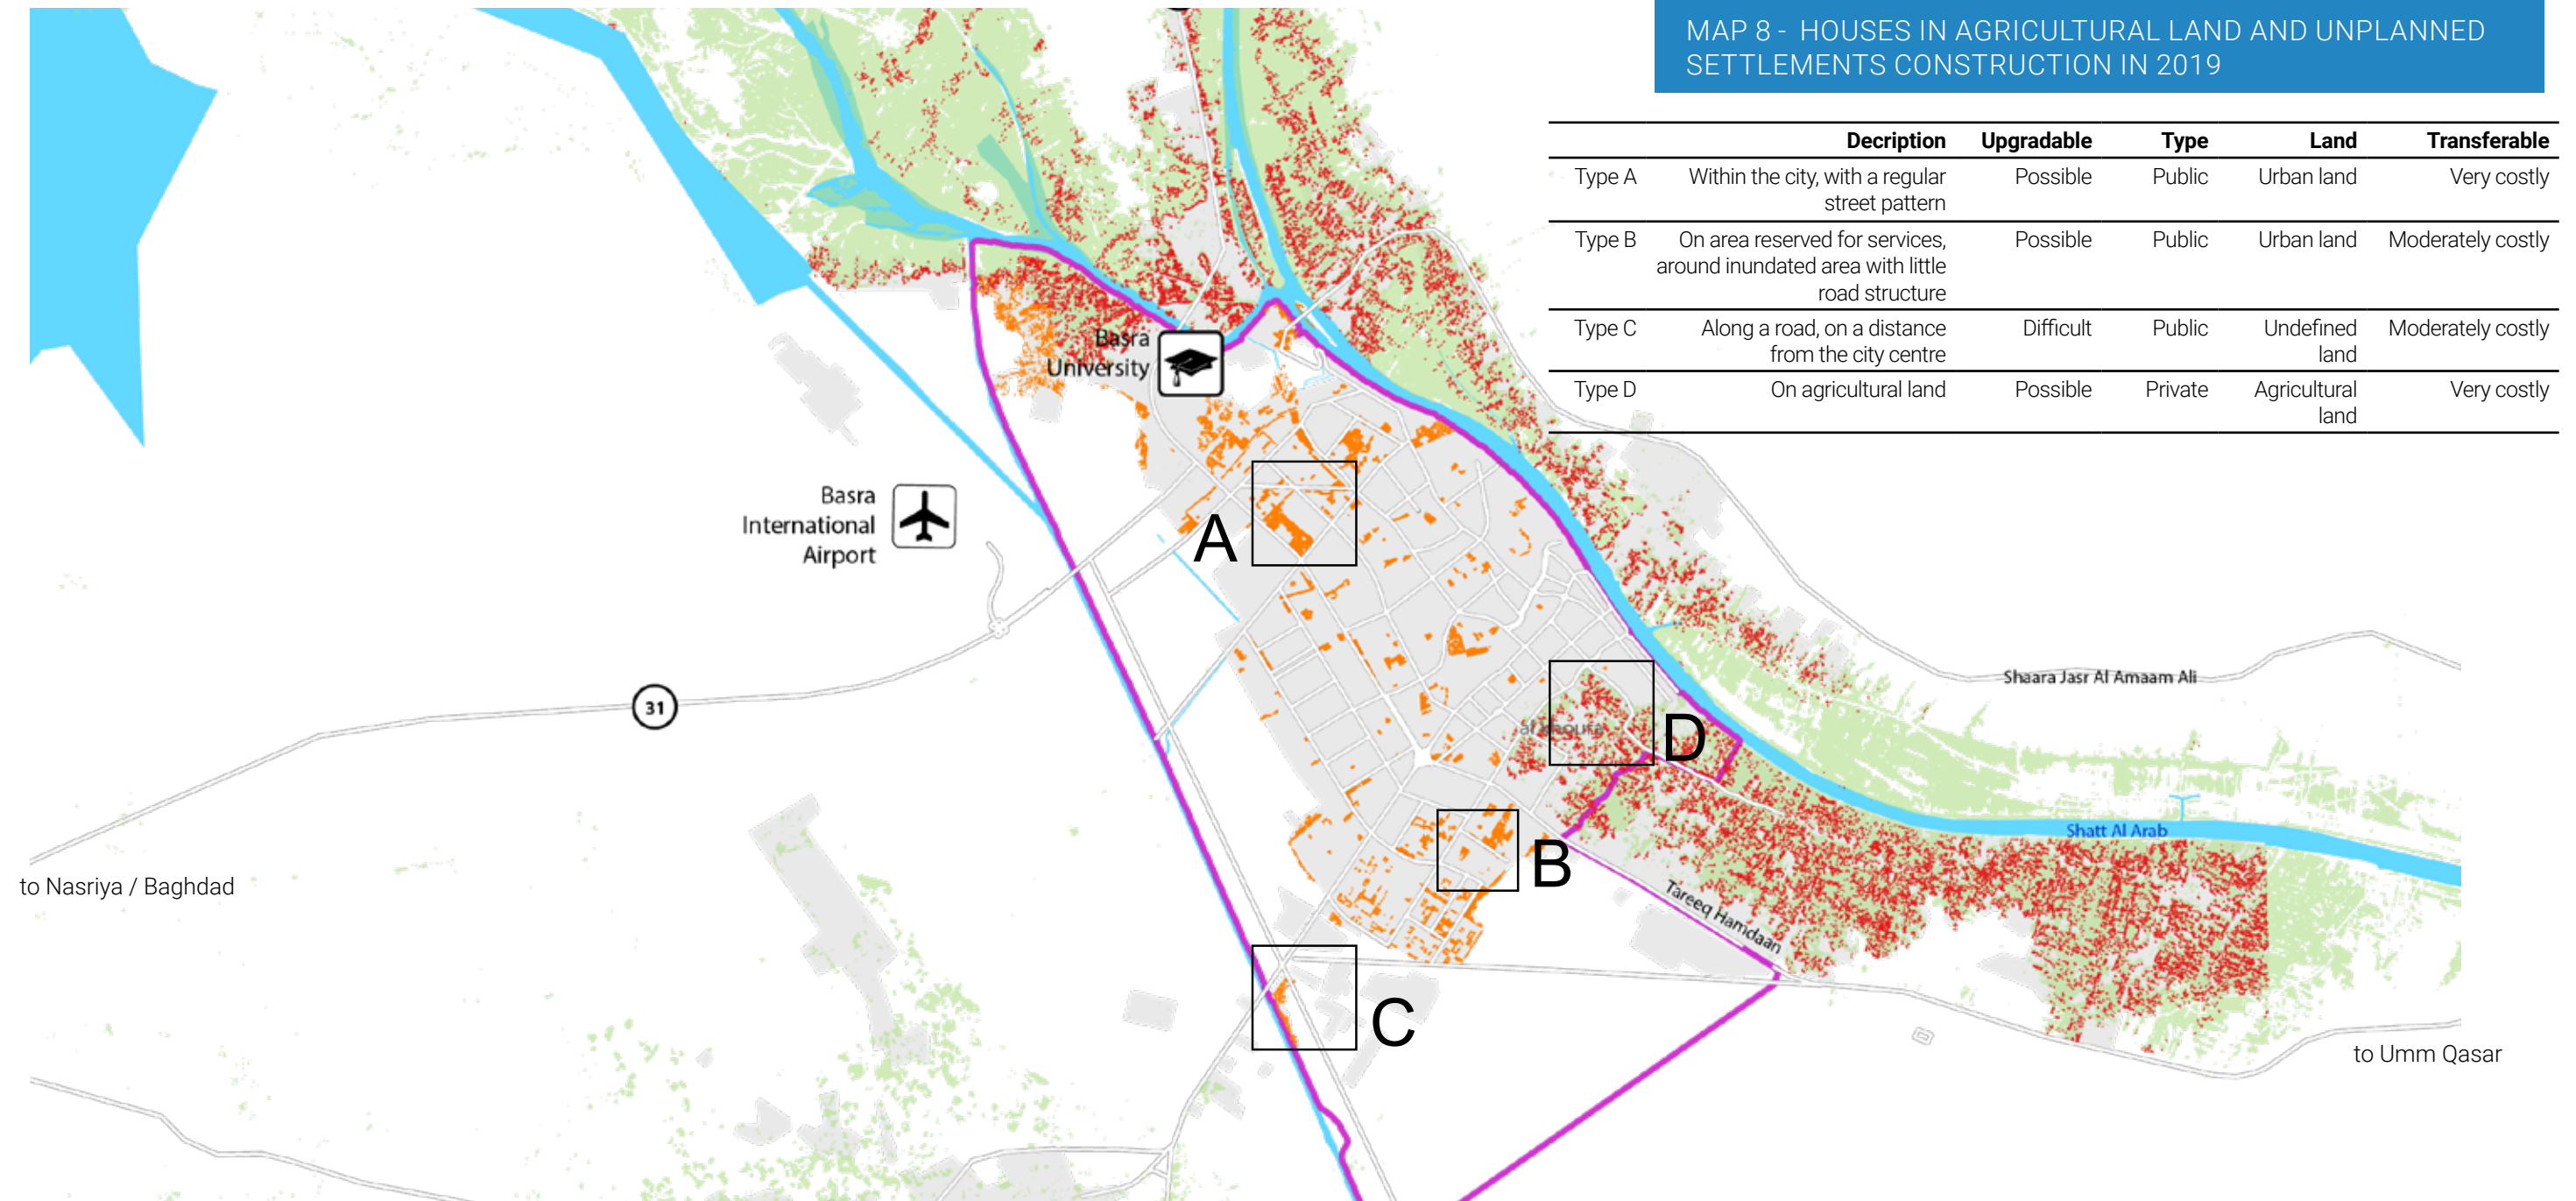 MAP 8 - HOUSES IN AGRICULTURAL LAND AND UNPLANNED
SETTLEMENTS CONSTRUCTION IN 2019
Decription Upgradable Type Land Transferable
Type A Within the city, with a regular Possible Public Urban land Very costly
street pattern
Type B On area reserved for services, Possible Public Urban land Moderately costly
around inundated area with little
road structure
Type C Along a road, on a distance Difficult Public Undefined Moderately costly
from the city centre land
Type D On agricultural land Possible Private Agricultural Very costly
land
Basra
University
Basra
International
Airport
A
31
Shaara Jasr Al Amaam Ali
D
Shatt Al Arab
B
to Nasriya / Baghdad
Tareeq Hamdaan
C
to Umm Qasar